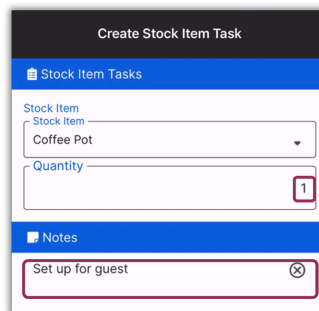 Create Stock Item Task
Stock Item Tasks
Stock Item
Stock Item
Coffee Pot
Quantity
1
Notes
Set up for guest